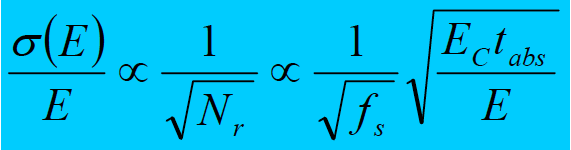 σ(E)/E ∝ 1/√N_r ∝ 1/√f_s √(E_C t_abs/E)